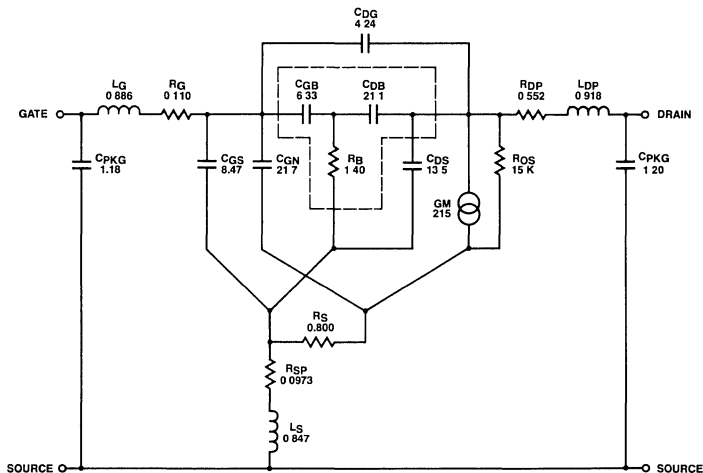 CDG
4 24
LG
0 886
RG
0 110
CGB
6 33
CDB
21 1
RDP
0 552
LDP
0 918
GATE
DRAIN
CPKG
1.18
CGS
8.47
CGN
21 7
RB
1 40
CDS
13 5
ROS
15 K
CPKG
1 20
GM
215
RS
0.800
RSP
0 0973
LS
0 847
SOURCE
SOURCE